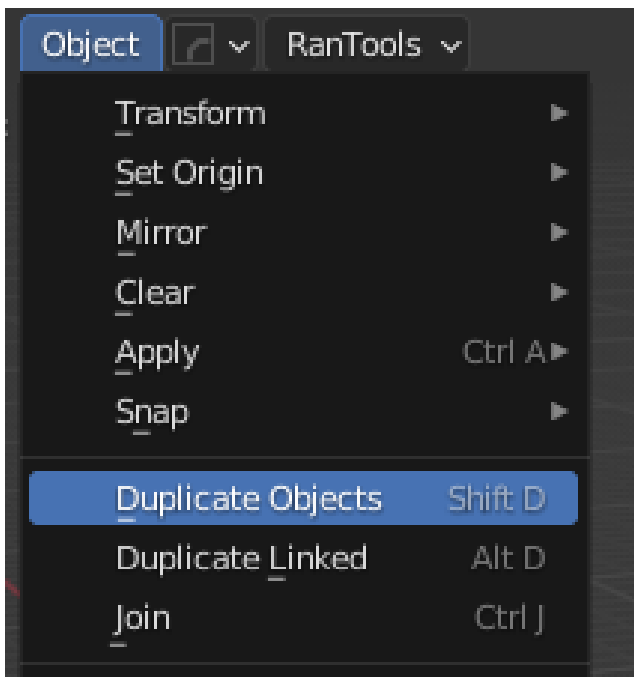 Object RanTools
Transform
Set Origin
Mirror
Clear
Apply Ctrl A
Snap
Duplicate Objects Shift D
Duplicate Linked Alt D
Join Ctrl J